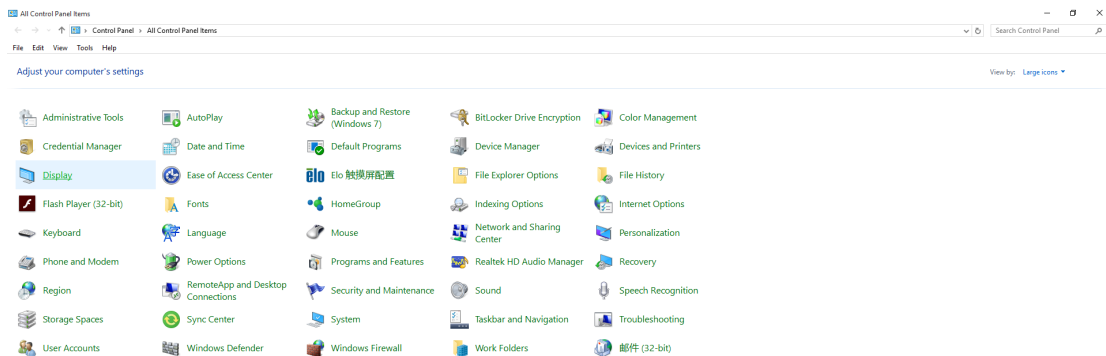 All Control Panel Items
Control Panel › All Control Panel Items
Search Control Panel
File Edit View Tools Help
Adjust your computer's settings
View by: Large icons
Administrative Tools
AutoPlay
Backup and Restore
(Windows 7)
BitLocker Drive Encryption
Color Management
Credential Manager
Date and Time
Default Programs
Device Manager
Devices and Printers
Display
Ease of Access Center
elo
Elo 触摸屏配置
File Explorer Options
File History
Flash Player (32-bit)
Fonts
HomeGroup
Indexing Options
Internet Options
Keyboard
Language
Mouse
Network and Sharing
Center
Personalization
Phone and Modem
Power Options
Programs and Features
Realtek HD Audio Manager
Recovery
Region
RemoteApp and Desktop
Connections
Security and Maintenance
Sound
Speech Recognition
Storage Spaces
Sync Center
System
Taskbar and Navigation
Troubleshooting
User Accounts
Windows Defender
Windows Firewall
Work Folders
邮件 (32-bit)